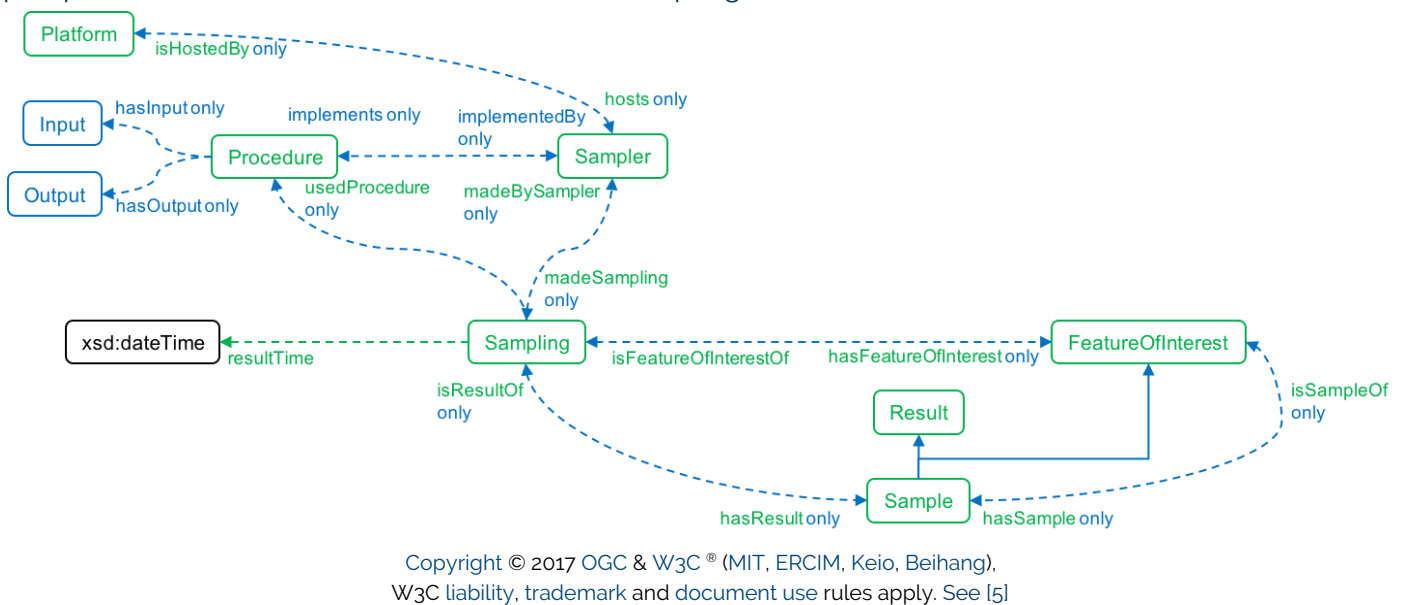 Platform
isHostedBy only
hosts only
Input
hasInput only
implements only
implementedBy
only
Procedure
Sampler
Output
hasOutput only
usedProcedure
only
madeBySampler
only
madeSampling
only
xsd:dateTime
resultTime
Sampling
isFeatureOfInterestOf
hasFeatureOfInterest only
FeatureOfInterest
isResultOf
only
Result
isSampleOf
only
Sample
hasResult only
hasSample only
Copyright © 2017 OGC & W3C ® (MIT, ERCIM, Keio, Beihang),
W3C liability, trademark and document use rules apply. See [5]